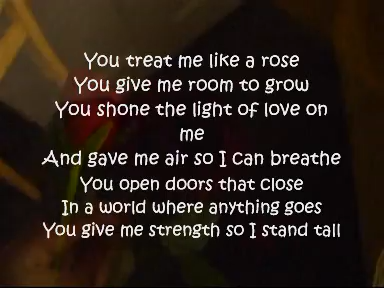 You treat me like a rose
You give me room to grow
You shone the light of love on
me
And gave me air so I can breathe
You open doors that close
In a world where anything goes
You give me strength so I stand tall